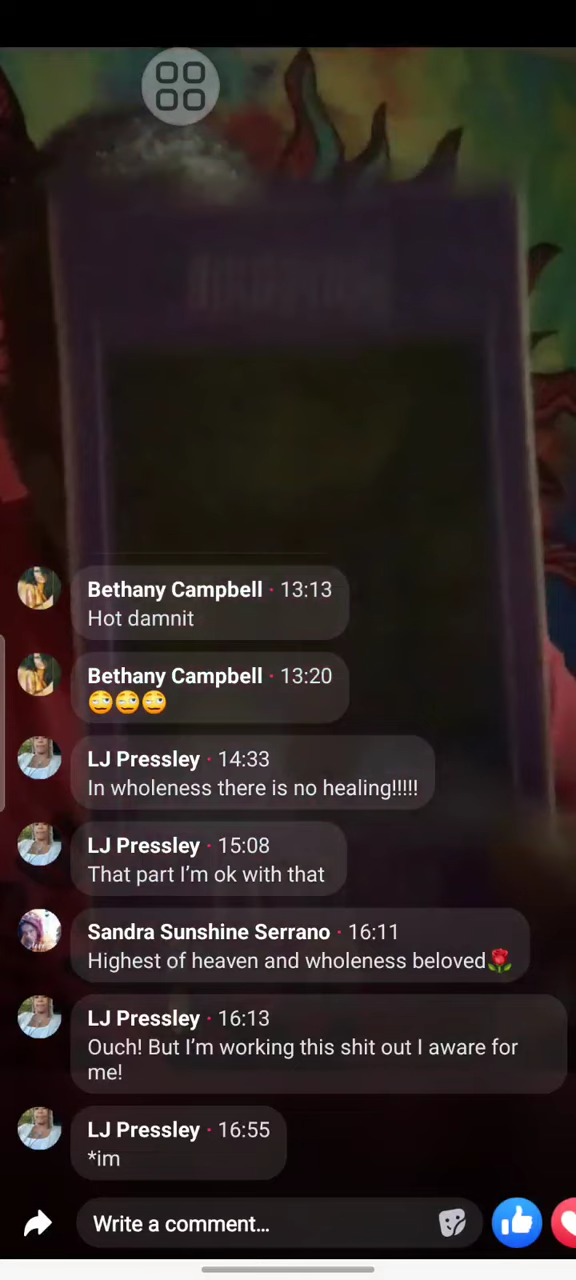 Bethany Campbell · 13:13
Hot damnit
Bethany Campbell · 13:20
🙄🙄🙄
LJ Pressley · 14:33
In wholeness there is no healing!!!!!
LJ Pressley · 15:08
That part I'm ok with that
Sandra Sunshine Serrano · 16:11
Highest of heaven and wholeness beloved🌹
LJ Pressley · 16:13
Ouch! But I'm working this shit out I aware for
me!
LJ Pressley · 16:55
*im
Write a comment...